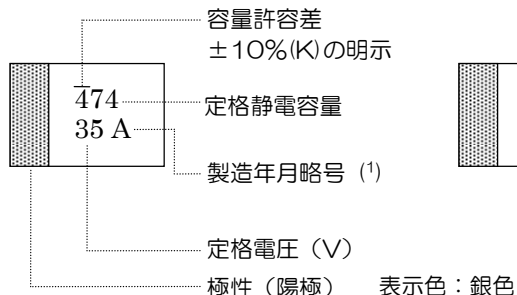 容量許容差
±10%(K)の明示
474
定格静電容量
35 A
製造年月略号 (1)
定格電圧（V）
極性（陽極）　表示色：銀色